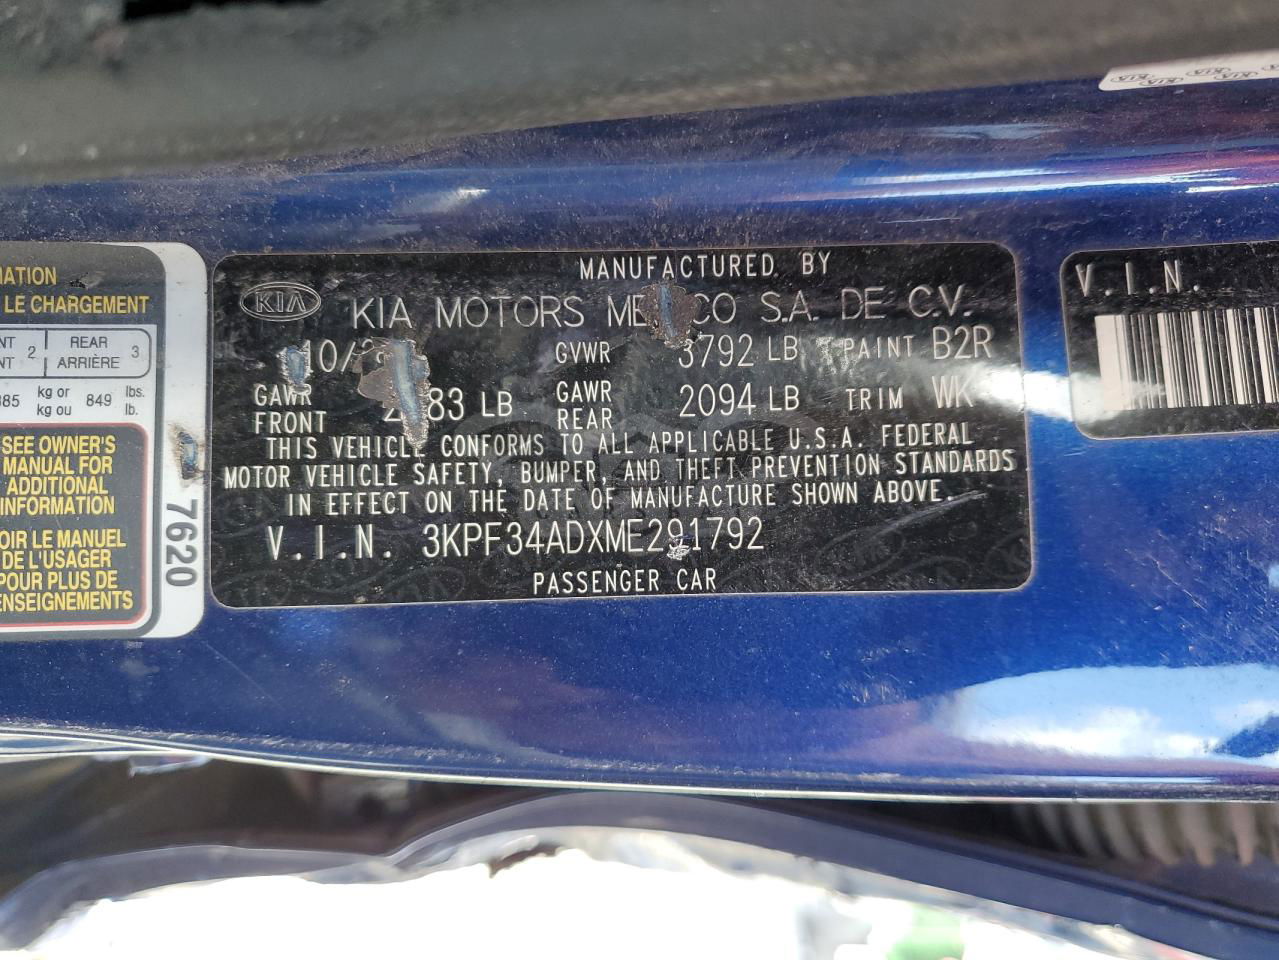 KIA
MATION
LE CHARGEMENT
NT 2 REAR 3
NT ARRIÈRE
385 kg or 849 lbs.
kg ou lb.
SEE OWNER'S
MANUAL FOR
ADDITIONAL
INFORMATION
OIR LE MANUEL
DE L'USAGER
POUR PLUS DE
ENSEIGNEMENTS
7620
MANUFACTURED BY
KIA KIA MOTORS ME CO S.A. DE C.V.
10/ GVWR 3792 LB PAINT B2R
GAWR FRONT 83 LB GAWR REAR 2094 LB TRIM WK
THIS VEHICLE CONFORMS TO ALL APPLICABLE U.S.A. FEDERAL
MOTOR VEHICLE SAFETY, BUMPER, AND THEFT PREVENTION STANDARDS
IN EFFECT ON THE DATE OF MANUFACTURE SHOWN ABOVE.
V.I.N. 3KPF34ADXME291792
PASSENGER CAR
V.I.N.